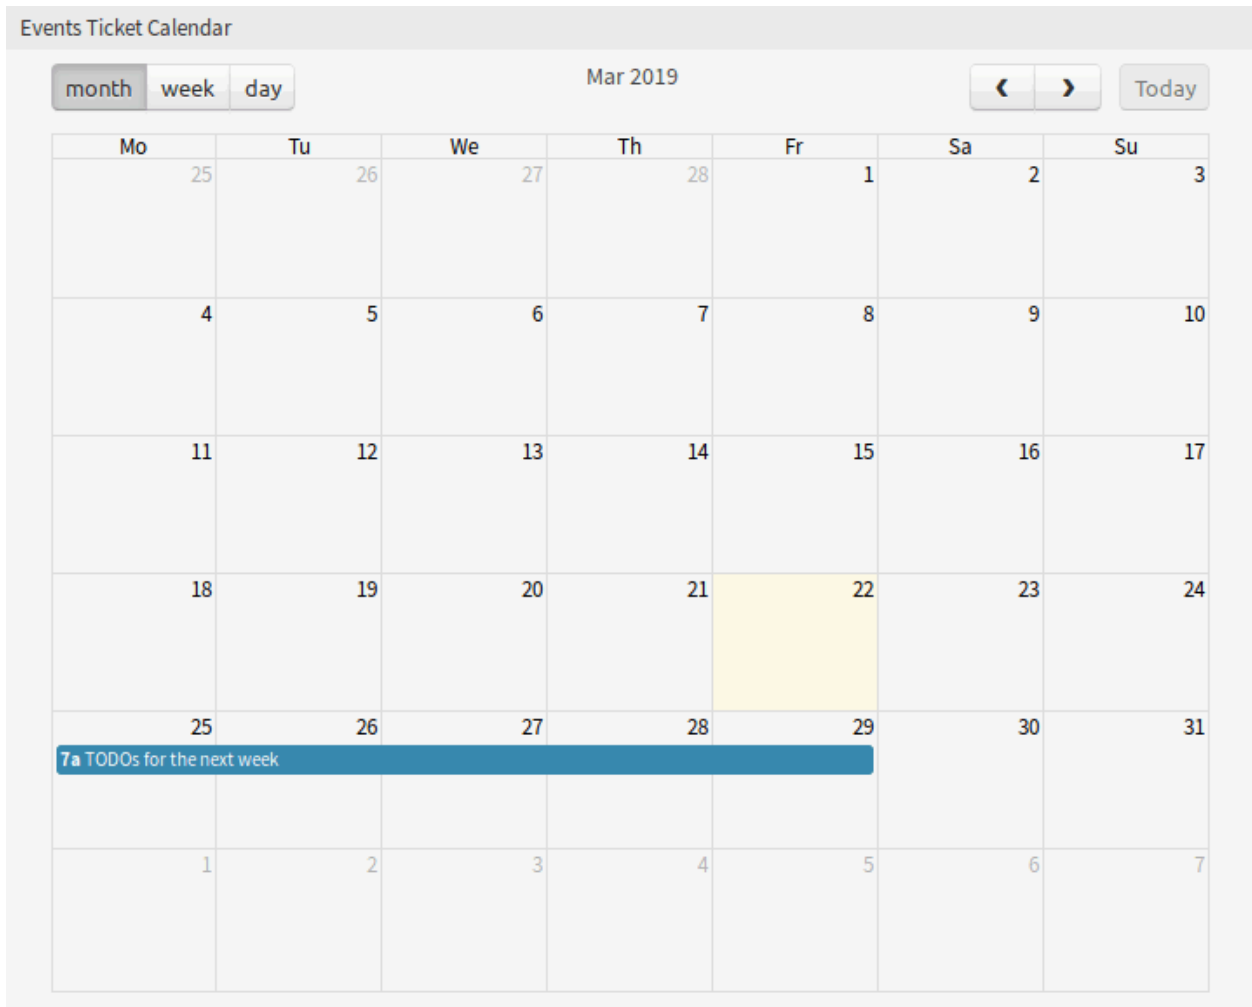 Events Ticket Calendar
month week day Mar 2019 ❮ ❯ Today
Mo Tu We Th Fr Sa Su
25 26 27 28 1 2 3
4 5 6 7 8 9 10
11 12 13 14 15 16 17
18 19 20 21 22 23 24
25 26 27 28 29 30 31
7a TODOs for the next week
1 2 3 4 5 6 7